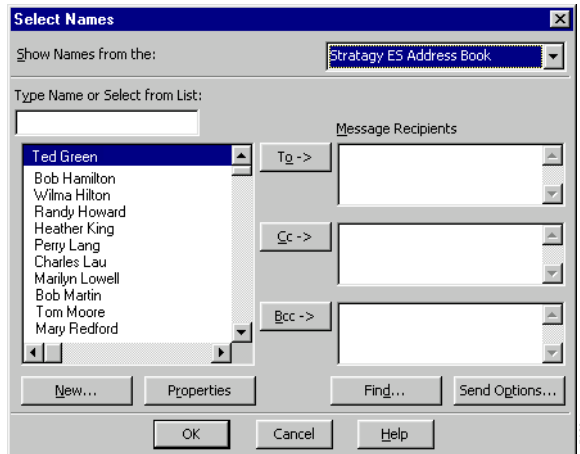 Select Names
Show Names from the:
Stratagy ES Address Book
Type Name or Select from List:
Message Recipients
Ted Green
Bob Hamilton
Wilma Hilton
Randy Howard
Heather King
Perry Lang
Charles Lau
Marilyn Lowell
Bob Martin
Tom Moore
Mary Redford
To ->
Cc ->
Bcc ->
New...
Properties
Find...
Send Options...
OK
Cancel
Help